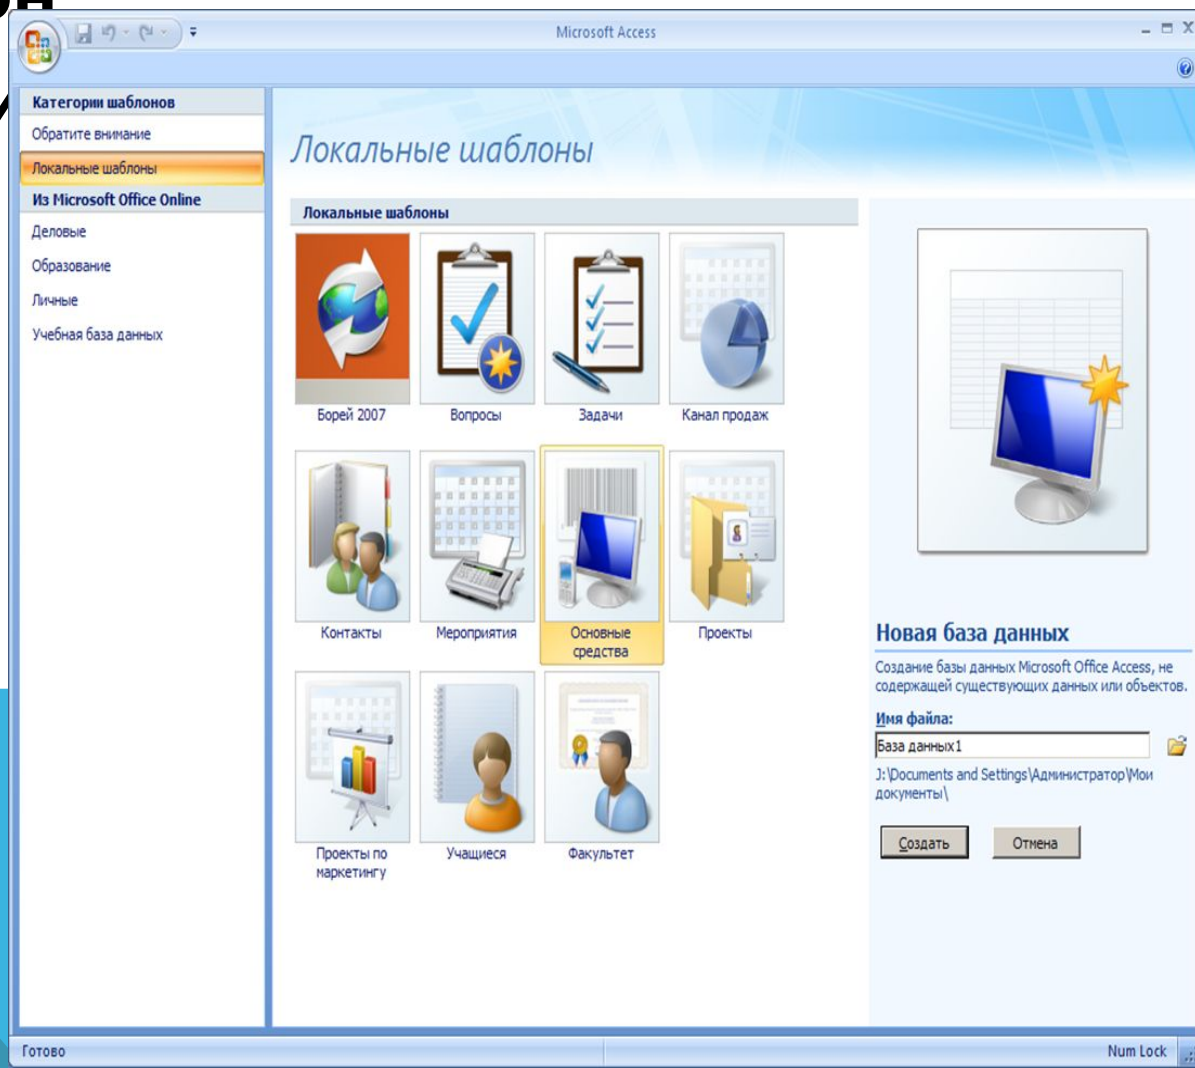 он
Microsoft Access
Категории шаблонов
Обратите внимание
Локальные шаблоны
Из Microsoft Office Online
Деловые
Образование
Личные
Учебная база данных
Локальные шаблоны
Локальные шаблоны
Борей 2007
Вопросы
Задачи
Канал продаж
Контакты
Мероприятия
Основные
средства
Проекты
Проекты по
маркетингу
Учащиеся
Факультет
Новая база данных
Создание базы данных Microsoft Office Access, не
содержащей существующих данных или объектов.
Имя файла:
База данных1
J:\Documents and Settings\Администратор\Мои
документы\
Создать
Отмена
Готово
Num Lock